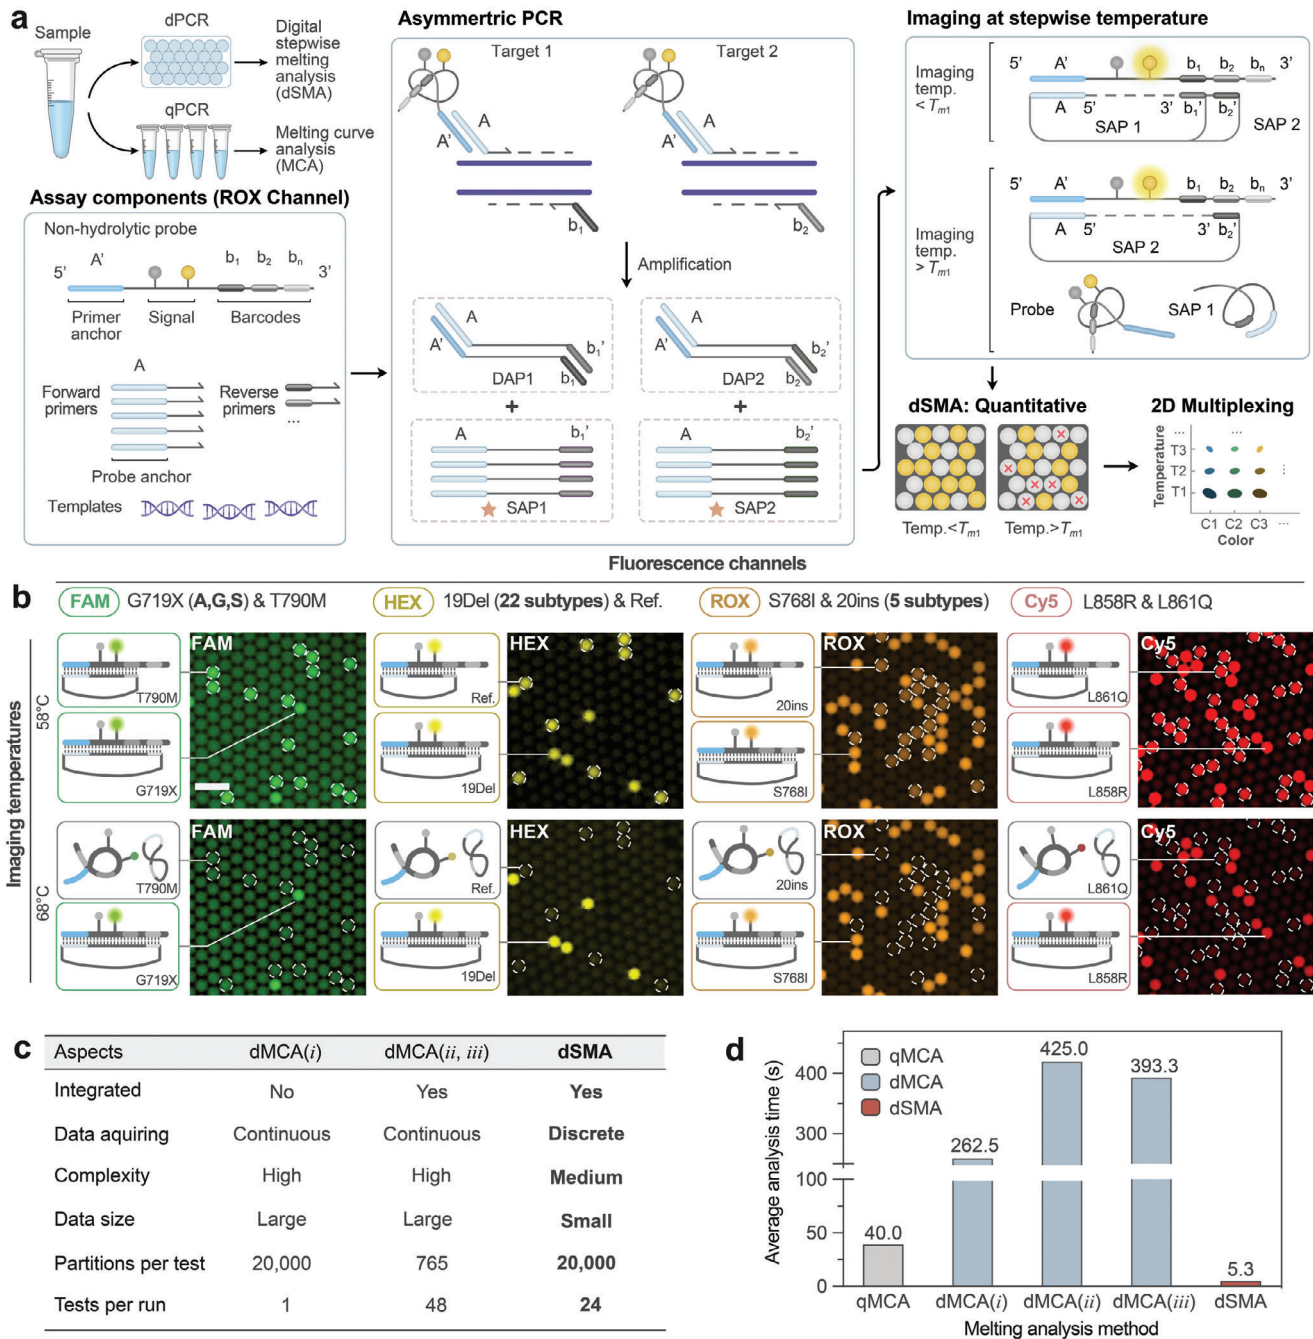 a
Sample
dPCR
Digital
stepwise
melting
analysis
(dSMA)
qPCR
Melting curve
analysis
(MCA)
Assay components (ROX Channel)
Non-hydrolytic probe
5' A' b1 b2 bn 3'
Primer
anchor
Signal
Barcodes
A
Forward
primers
Reverse
primers
...
Probe anchor
Templates
Asymmertric PCR
Target 1
Target 2
A
A'
b1
A
A'
b2
Amplification
A
A'
b1'
b1
DAP1
A
A'
b2'
b2
DAP2
+
+
A b1'
SAP1
A b2'
SAP2
Imaging at stepwise temperature
Imaging
temp.
< Tm1
5' A' b1 b2 bn 3'
A 5' 3' b1' b2'
SAP 1
SAP 2
Imaging
temp.
> Tm1
5' A' b1 b2 bn 3'
A 5' 3' b2'
SAP 2
Probe
SAP 1
dSMA: Quantitative
Temp.<Tm1
Temp.>Tm1
2D Multiplexing
... ...
T3
T2
T1
Temperature
C1 C2 C3 ...
Color
Fluorescence channels
b
FAM G719X (A,G,S) & T790M
HEX 19Del (22 subtypes) & Ref.
ROX S768I & 20ins (5 subtypes)
Cy5 L858R & L861Q
Imaging temperatures
58°C
T790M
G719X
FAM
Ref.
19Del
HEX
20ins
S768I
ROX
L861Q
L858R
Cy5
68°C
T790M
G719X
FAM
Ref.
19Del
HEX
20ins
S768I
ROX
L861Q
L858R
Cy5
c
Aspects dMCA(i) dMCA(ii, iii) dSMA
Integrated No Yes Yes
Data aquiring Continuous Continuous Discrete
Complexity High High Medium
Data size Large Large Small
Partitions per test 20,000 765 20,000
Tests per run 1 48 24
d
Average analysis time (s)
400
300
100
50
0
qMCA
dMCA
dSMA
40.0
262.5
425.0
393.3
5.3
qMCA dMCA(i) dMCA(ii) dMCA(iii) dSMA
Melting analysis method